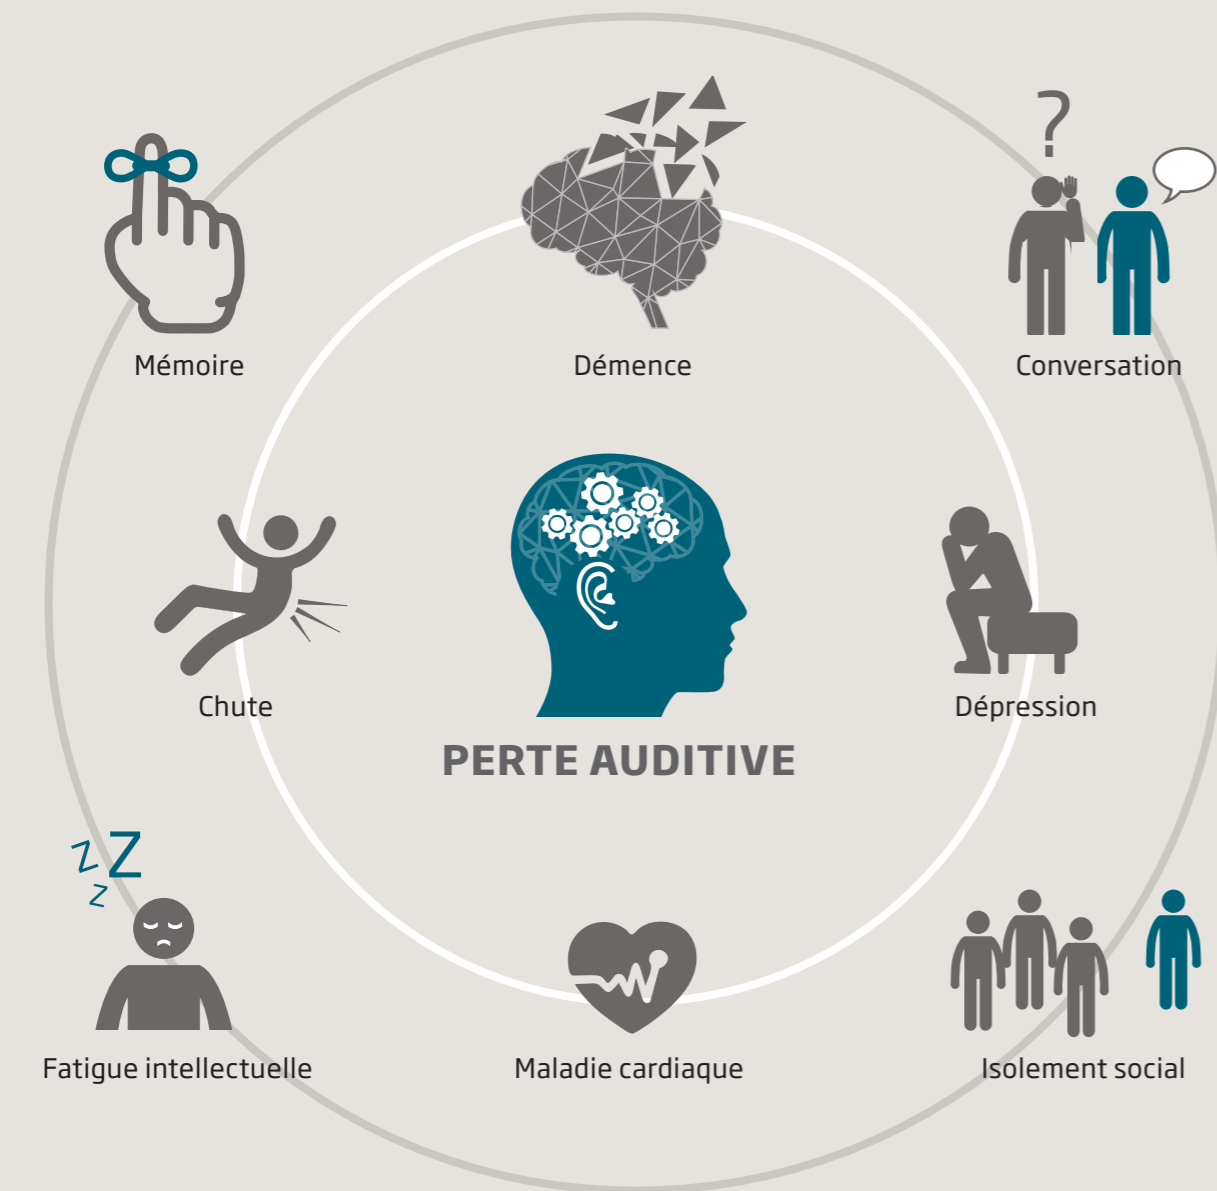 ?
Mémoire
Démence
Conversation
Chute
Dépression
PERTE AUDITIVE
z Z
z
Fatigue intellectuelle
Maladie cardiaque
Isolement social